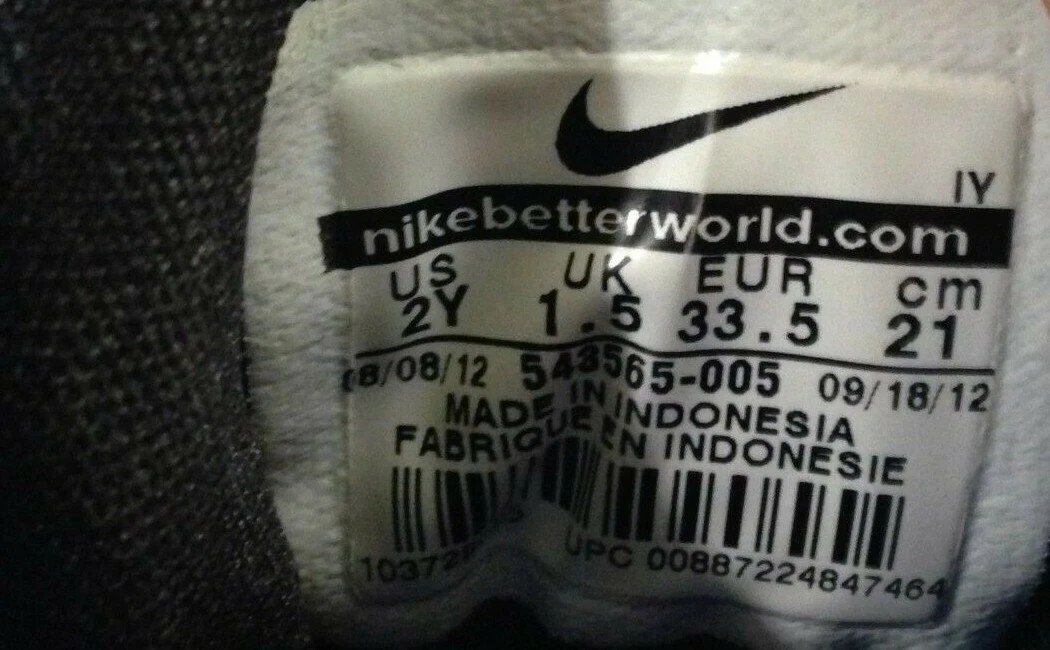 IY
nikebetterworld.com
US UK EUR cm
2Y 1.5 33.5 21
08/08/12 543565-005 09/18/12
MADE IN INDONESIA
FABRIQUE EN INDONESIE
UPC 00887224847464